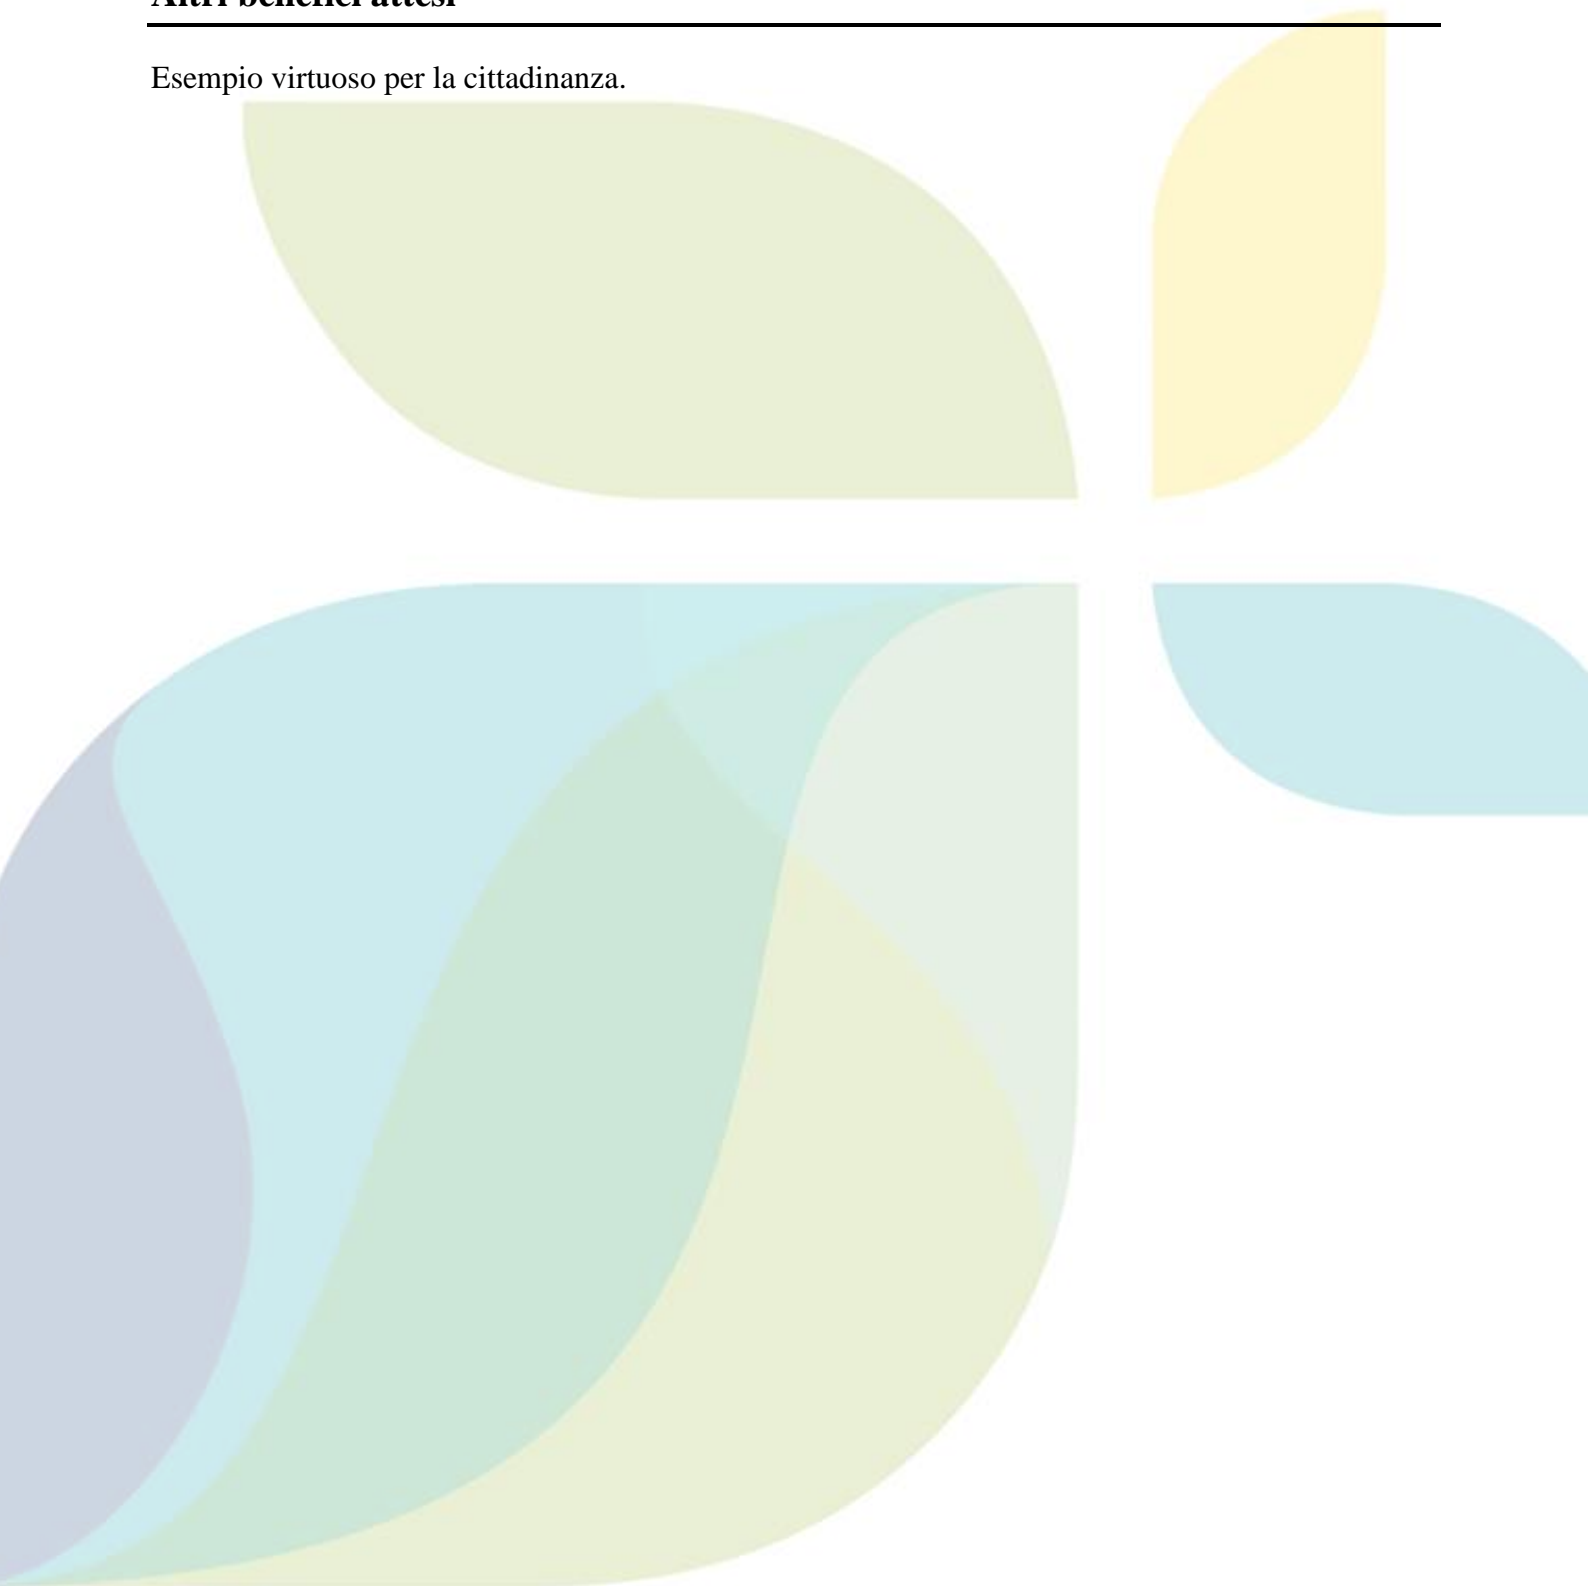 Altri benefici attesi
Esempio virtuoso per la cittadinanza.